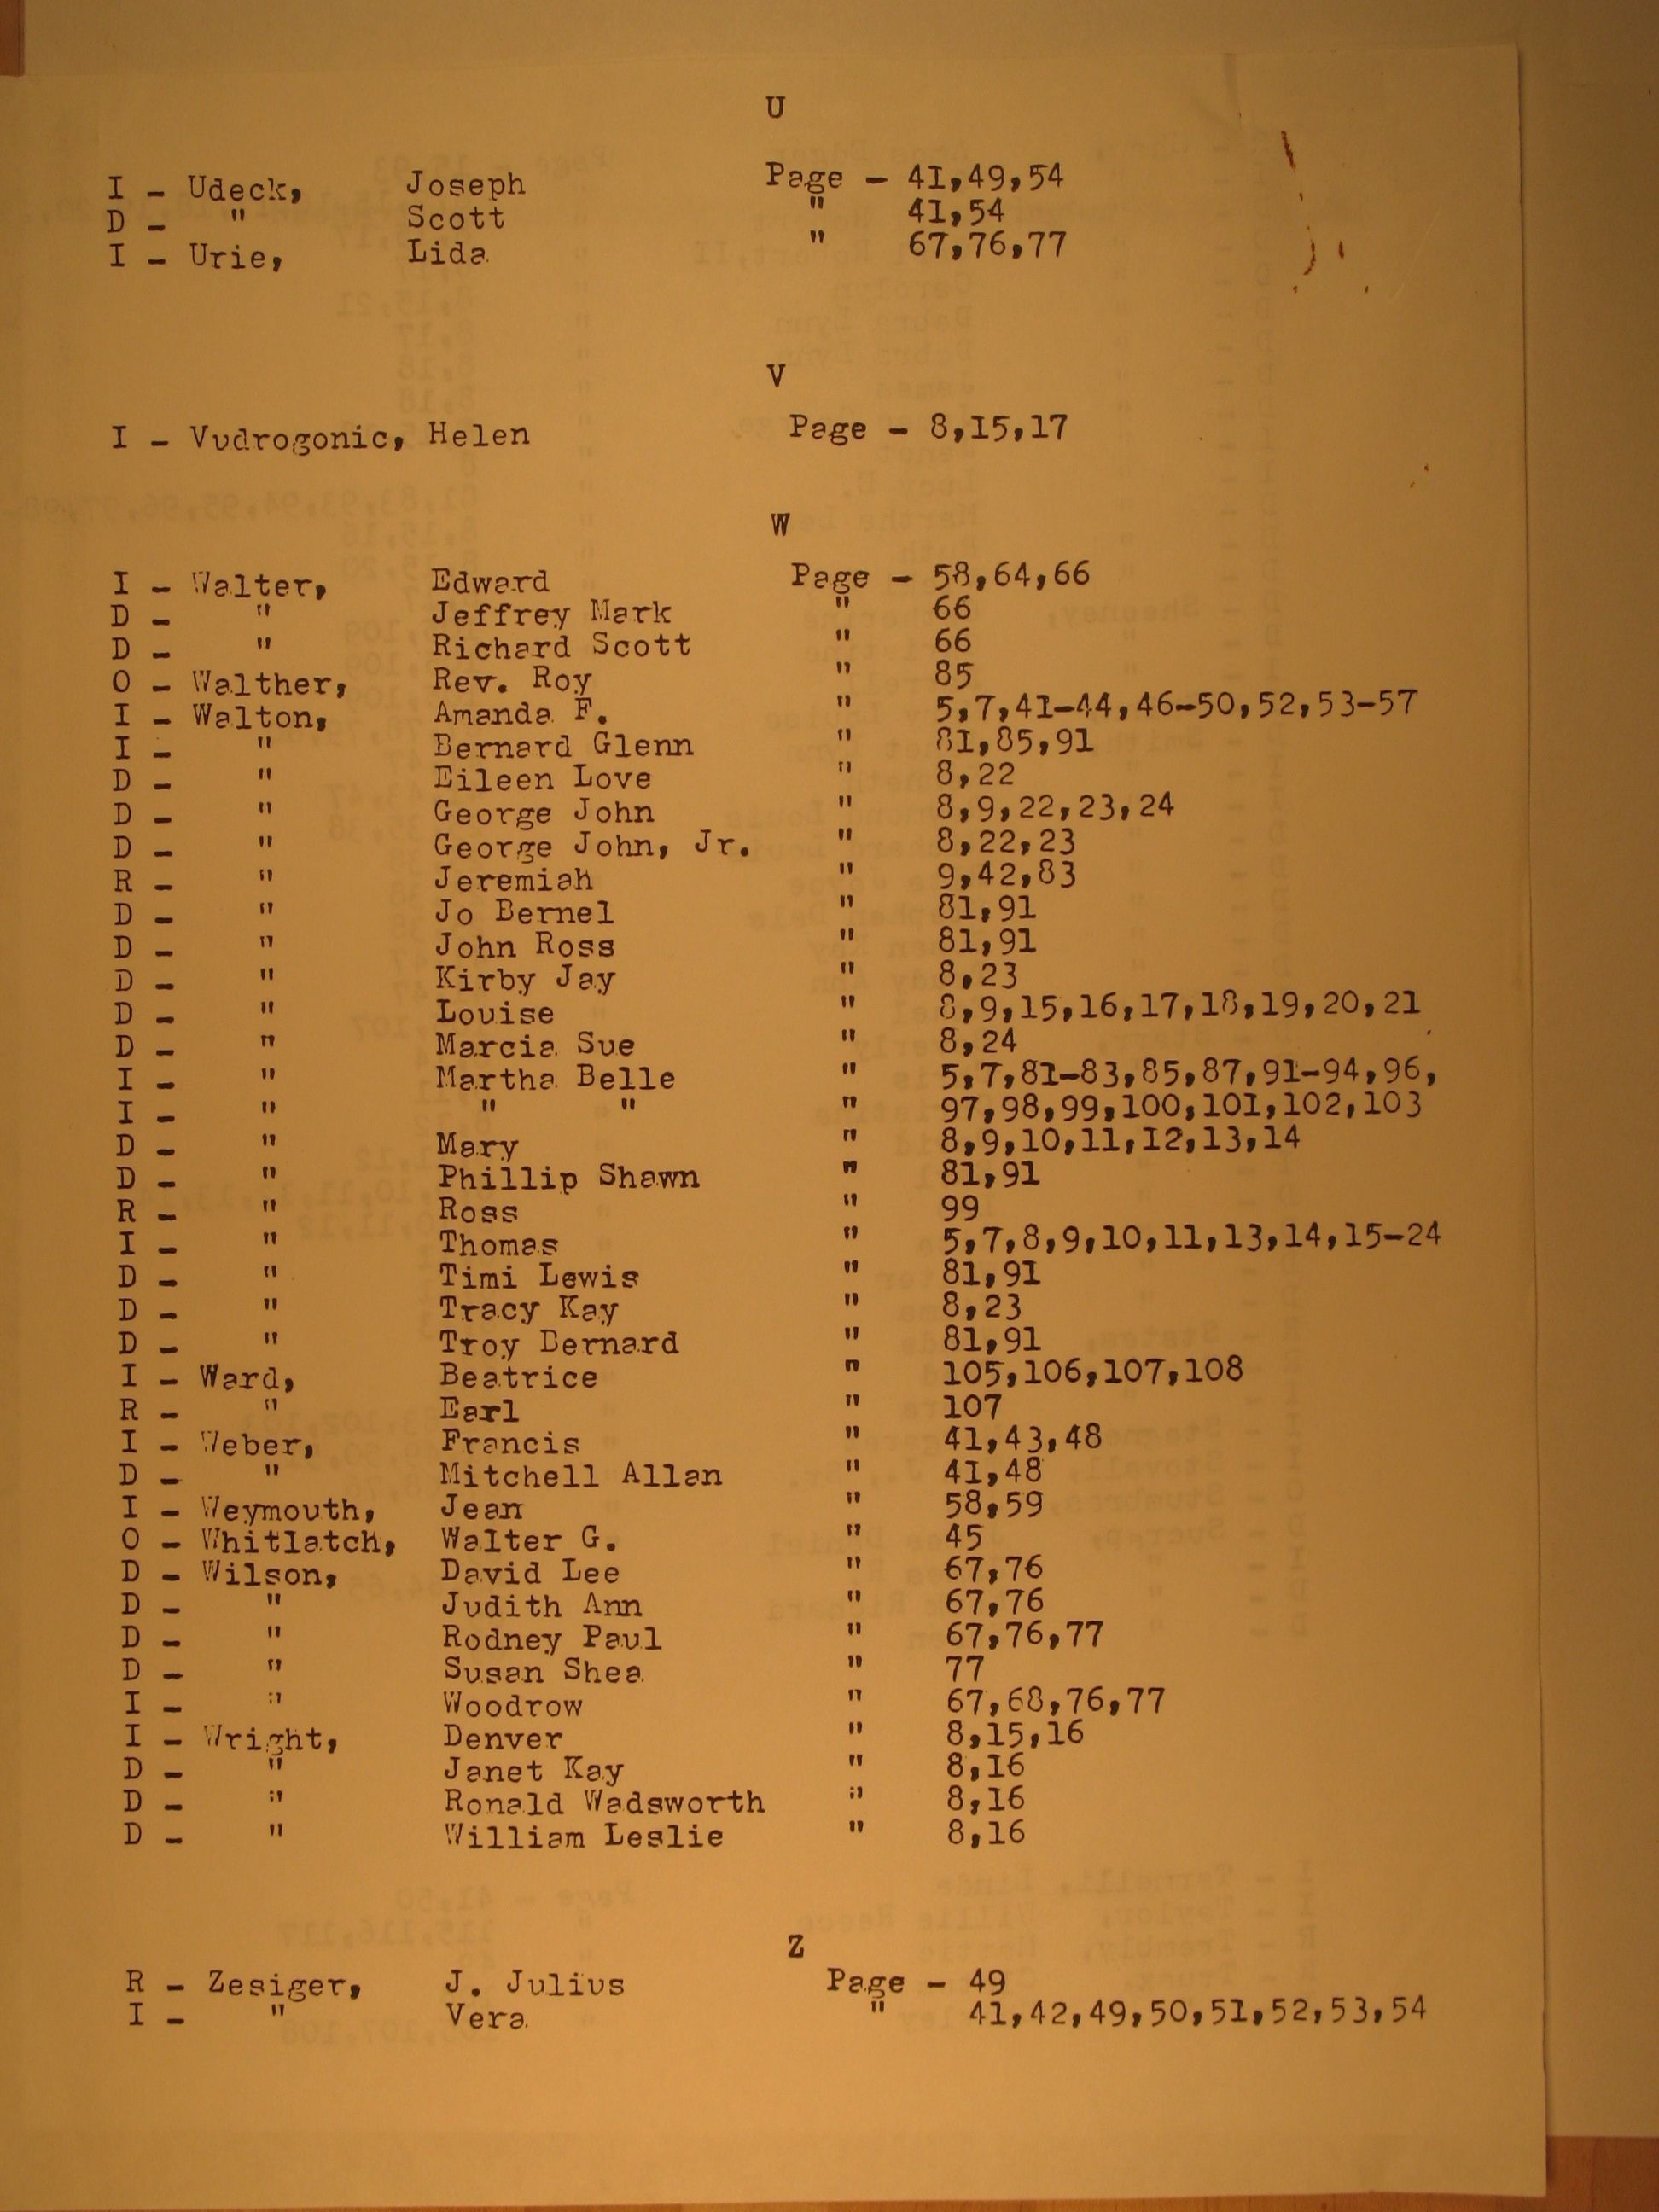 U
I - Udeck, Joseph Page - 41,49,54
D - " Scott " 41,54
I - Urie, Lida " 67,76,77
V
I - Vudrogonic, Helen Page - 8,15,17
W
I - Walter, Edward Page - 58,64,66
D - " Jeffrey Mark " 66
D - " Richard Scott " 66
O - Walther, Rev. Roy " 85
I - Walton, Amanda F. " 5,7,41-44,46-50,52,53-57
I - " Bernard Glenn " 81,85,91
D - " Eileen Love " 8,22
D - " George John " 8,9,22,23,24
D - " George John, Jr. " 8,22,23
R - " Jeremiah " 9,42,83
D - " Jo Bernel " 81,91
D - " John Ross " 81,91
D - " Kirby Jay " 8,23
D - " Louise " 8,9,15,16,17,18,19,20,21
D - " Marcia Sue " 8,24
I - " Martha Belle " 5,7,81-83,85,87,91-94,96,
I - " " " " 97,98,99,100,101,102,103
D - " Mary " 8,9,10,11,12,13,14
D - " Phillip Shawn " 81,91
R - " Ross " 99
I - " Thomas " 5,7,8,9,10,11,13,14,15-24
D - " Timi Lewis " 81,91
D - " Tracy Kay " 8,23
D - " Troy Bernard " 81,91
I - Ward, Beatrice " 105,106,107,108
R - " Earl " 107
I - Weber, Francis " 41,43,48
D - " Mitchell Allan " 41,48
I - Weymouth, Jean " 58,59
O - Whitlatch, Walter G. " 45
D - Wilson, David Lee " 67,76
D - " Judith Ann " 67,76
D - " Rodney Paul " 67,76,77
D - " Susan Shea " 77
I - " Woodrow " 67,68,76,77
I - Wright, Denver " 8,15,16
D - " Janet Kay " 8,16
D - " Ronald Wadsworth " 8,16
D - " William Leslie " 8,16
Z
R - Zesiger, J. Julius Page - 49
I - " Vera " 41,42,49,50,51,52,53,54